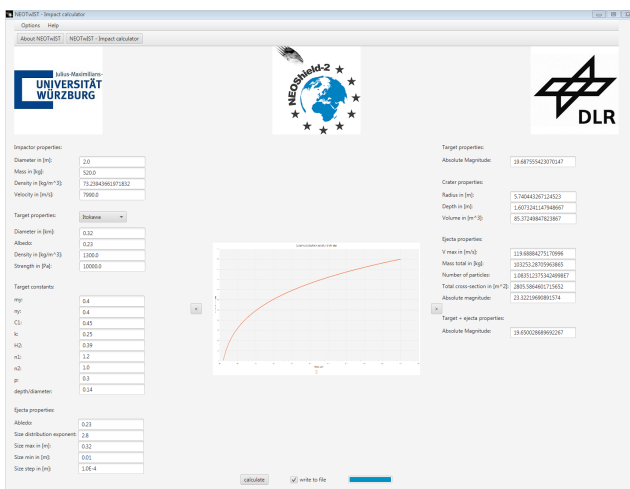 NEOTwIST - Impact calculator
Options Help
About NEOTwIST NEOTwIST - Impact calculator
Julius-Maximilians-
UNIVERSITÄT
WÜRZBURG
NEOShield-2
DLR
Impactor properties:
Diameter in [m]: 2.0
Mass in [kg]: 520.0
Density in [kg/m^3]: 73.23943661971832
Velocity in [m/s]: 7990.0
Target properties: Itokawa
Diameter in [km]: 0.32
Albedo: 0.23
Density in [kg/m^3]: 1300.0
Strength in [Pa]: 10000.0
Target constants:
my: 0.4
ny: 0.4
C1: 0.45
k: 0.25
H2: 0.39
n1: 1.2
n2: 1.0
p: 0.3
depth/diameter: 0.14
Ejecta properties:
Abledo: 0.23
Size distribution exponent: 2.8
Size max in [m]: 0.32
Size min in [m]: 0.01
Size step in [m]: 1.0E-4
<
>
calculate write to file
Target properties:
Absolute Magnitude: 19.687555423070147
Crater properties:
Radius in [m]: 5.740443267124523
Depth in [m]: 1.6073241147948667
Volume in [m^3]: 85.37249847823867
Ejecta properties:
V max in [m/s]: 119.68884275170996
Mass total in [kg]: 103253.28705963865
Number of particles: 1.0835123753424998E7
Total cross-section in [m^2]: 2805.5864601715652
Absolute magnitude: 23.32219690891574
Target + ejecta properties:
Absolute Magnitude: 19.650028689692267